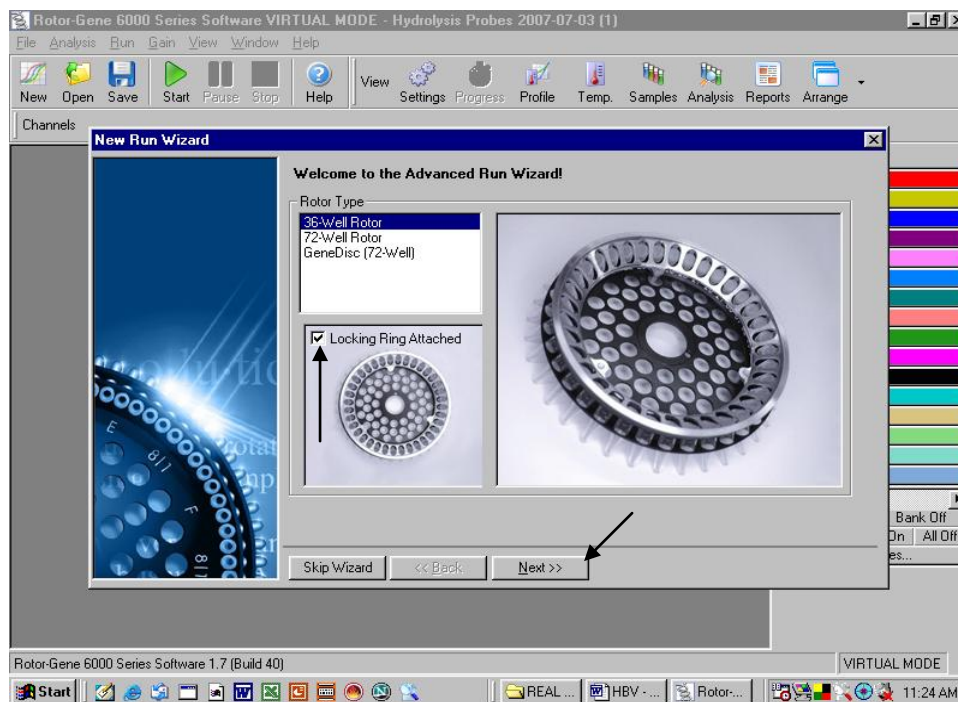 Rotor-Gene 6000 Series Software VIRTUAL MODE - Hydrolysis Probes 2007-07-03 (1)
File Analysis Run Gain View Window Help
New Open Save Start Pause Stop Help View Settings Progress Profile Temp. Samples Analysis Reports Arrange
Channels
New Run Wizard
Welcome to the Advanced Run Wizard!
Rotor Type
36-Well Rotor
72-Well Rotor
GeneDisc (72-Well)
Locking Ring Attached
Bank Off
On All Off
es...
Skip Wizard << Back Next >>
Rotor-Gene 6000 Series Software 1.7 (Build 40) VIRTUAL MODE
Start REAL ... HBV - ... Rotor-... 11:24 AM